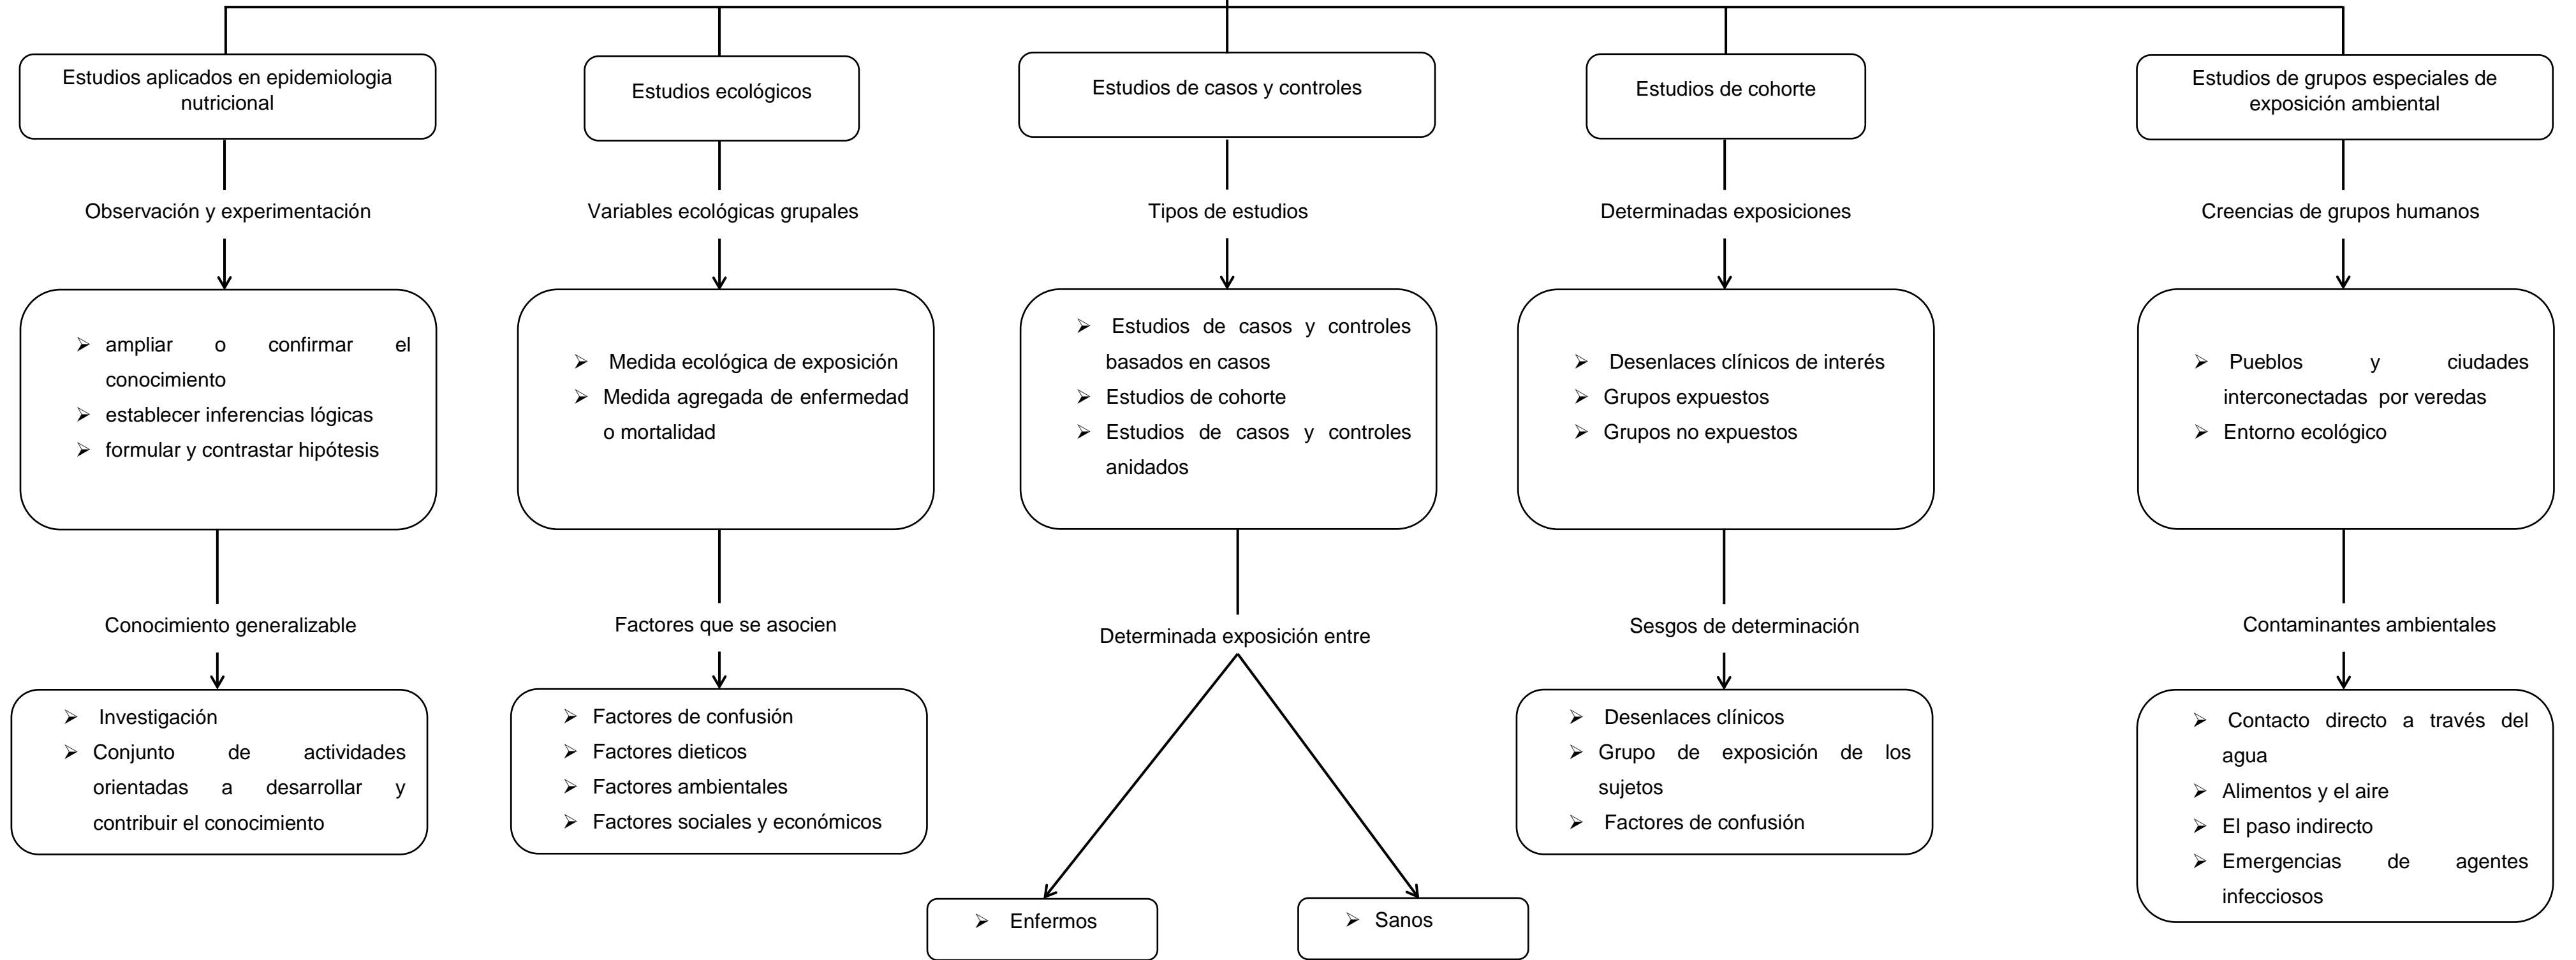 Estudios aplicados en epidemiologia
nutricional
Observación y experimentación
ampliar o confirmar el
conocimiento
establecer inferencias lógicas
formular y contrastar hipótesis
Conocimiento generalizable
Investigación
Conjunto de actividades
orientadas a desarrollar y
contribuir el conocimiento
Estudios ecológicos
Variables ecológicas grupales
Medida ecológica de exposición
Medida agregada de enfermedad
o mortalidad
Factores que se asocien
Factores de confusión
Factores dieticos
Factores ambientales
Factores sociales y económicos
Estudios de casos y controles
Tipos de estudios
Estudios de casos y controles
basados en casos
Estudios de cohorte
Estudios de casos y controles
anidados
Determinada exposición entre
Enfermos
Sanos
Estudios de cohorte
Determinadas exposiciones
Desenlaces clínicos de interés
Grupos expuestos
Grupos no expuestos
Sesgos de determinación
Desenlaces clínicos
Grupo de exposición de los
sujetos
Factores de confusión
Estudios de grupos especiales de
exposición ambiental
Creencias de grupos humanos
Pueblos y ciudades
interconectadas por veredas
Entorno ecológico
Contaminantes ambientales
Contacto directo a través del
agua
Alimentos y el aire
El paso indirecto
Emergencias de agentes
infecciosos